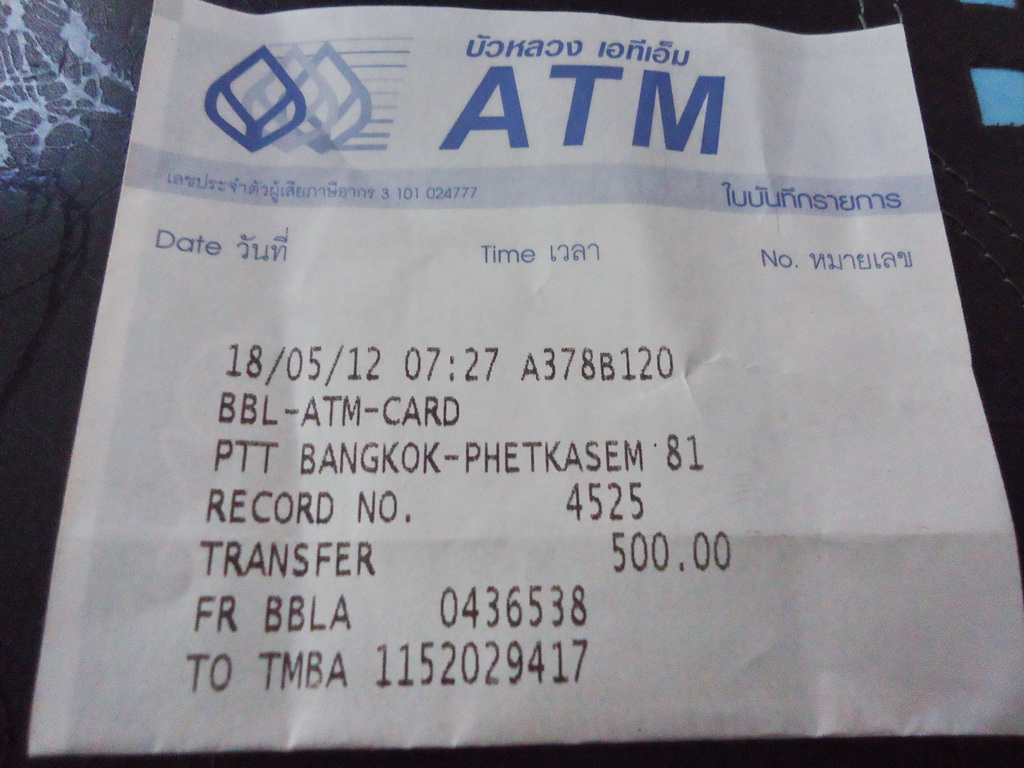 บัวหลวง เอทีเอ็ม
ATM
เลขประจำตัวผู้เสียภาษีอากร 3 101 024777
ใบบันทึกรายการ
Date วันที่ Time เวลา No. หมายเลข
18/05/12 07:27 A378B120
BBL-ATM-CARD
PTT BANGKOK-PHETKASEM 81
RECORD NO. 4525
TRANSFER 500.00
FR BBLA 0436538
TO TMBA 1152029417